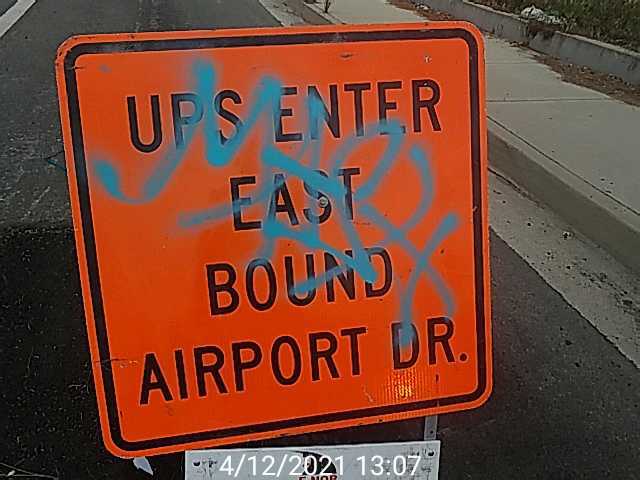 UPS ENTER
EAST
BOUND
AIRPORT DR.
4/12/2021 13:07